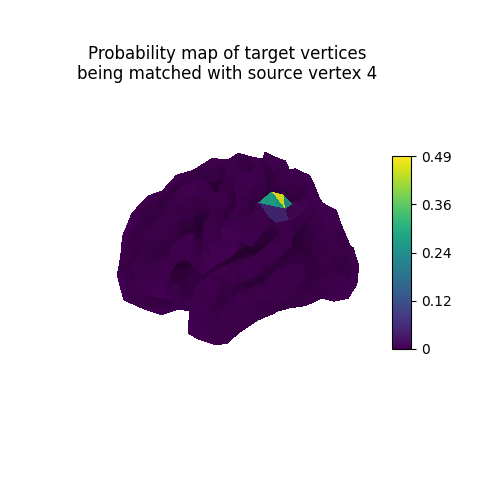 Probability map of target vertices
being matched with source vertex 4
0.49
0.36
0.24
0.12
0